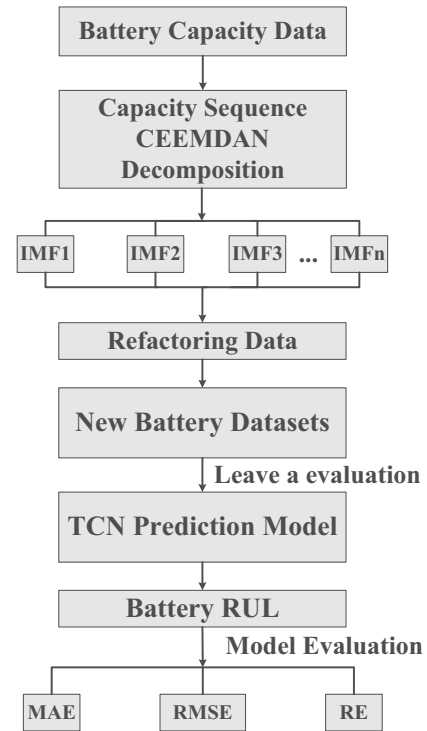 Battery Capacity Data
Capacity Sequence
CEEMDAN
Decomposition
IMF1 IMF2 IMF3 ... IMFn
Refactoring Data
New Battery Datasets
Leave a evaluation
TCN Prediction Model
Battery RUL
Model Evaluation
MAE RMSE RE